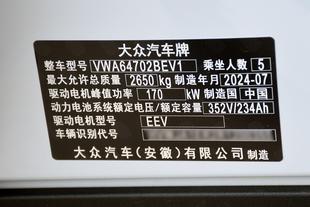 大众汽车牌
整车型号 VWA64702BEV1 乘坐人数 5
最大允许总质量 2650 kg 制造年月 2024-07
驱动电机峰值功率 170 kW 制造国 中国
动力电池系统额定电压/额定容量 352V/234Ah
驱动电机型号 EEV
车辆识别代号
大众汽车(安徽)有限公司 制造